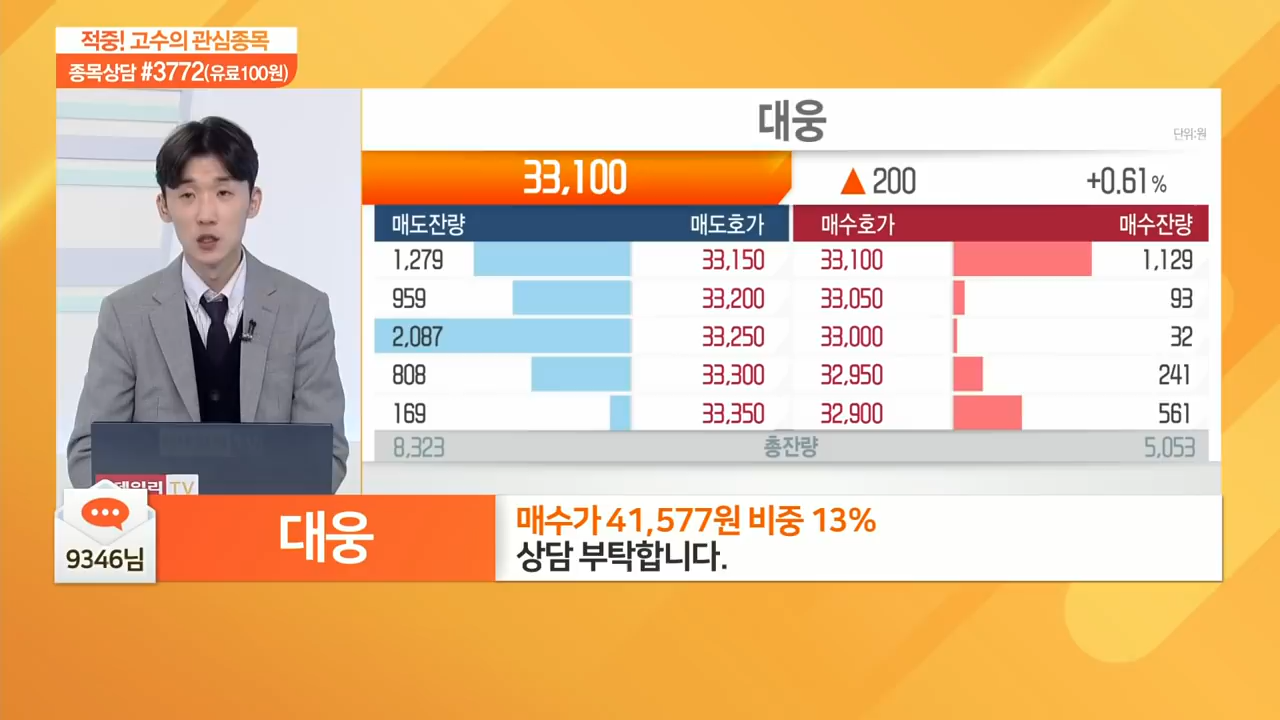 적중! 고수의 관심종목
종목상담 #3772(유료100원)
대웅
단위:원
33,100 ▲ 200 +0.61%
매도잔량 매도호가 매수호가 매수잔량
1,279 33,150 33,100 1,129
959 33,200 33,050 93
2,087 33,250 33,000 32
808 33,300 32,950 241
169 33,350 32,900 561
8,323 총잔량 5,053
TV
9346님
대웅
매수가 41,577원 비중 13%
상담 부탁합니다.